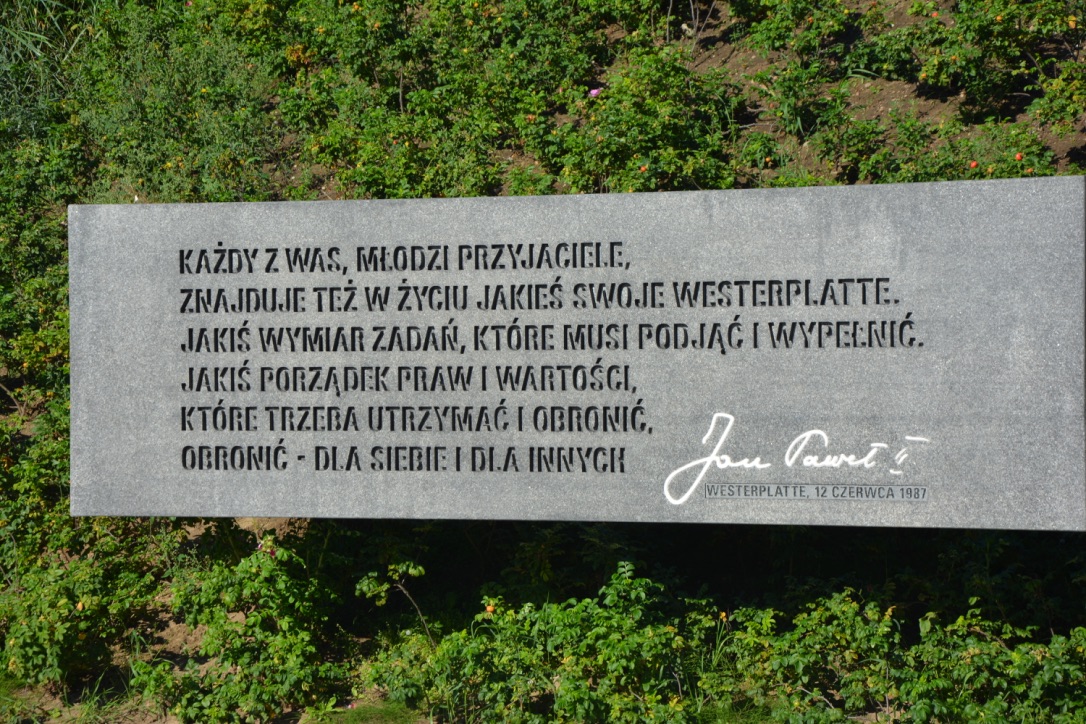 KAŻDY Z WAS, MŁODZI PRZYJACIELE,
ZNAJDUJE TEŻ W ŻYCIU JAKIEŚ SWOJE WESTERPLATTE.
JAKIŚ WYMIAR ZADAŃ, KTÓRE MUSI PODJĄĆ I WYPEŁNIĆ.
JAKIŚ PORZĄDEK PRAW I WARTOŚCI,
KTÓRE TRZEBA UTRZYMAĆ I OBRONIĆ,
OBRONIĆ - DLA SIEBIE I DLA INNYCH
Jan Paweł II
WESTERPLATTE, 12 CZERWCA 1987